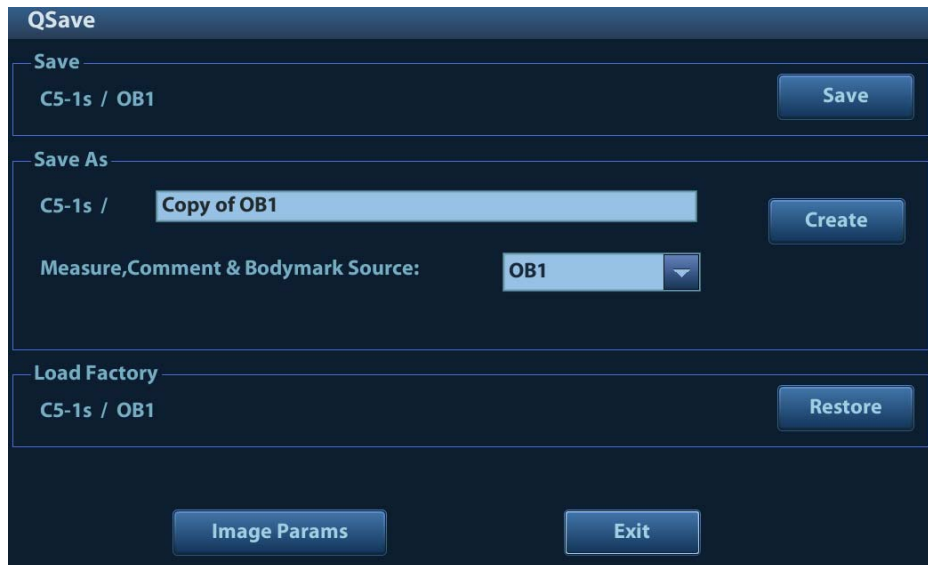 QSave
Save
C5-1s / OB1
Save
Save As
C5-1s / Copy of OB1
Create
Measure,Comment & Bodymark Source: OB1
Load Factory
C5-1s / OB1
Restore
Image Params
Exit